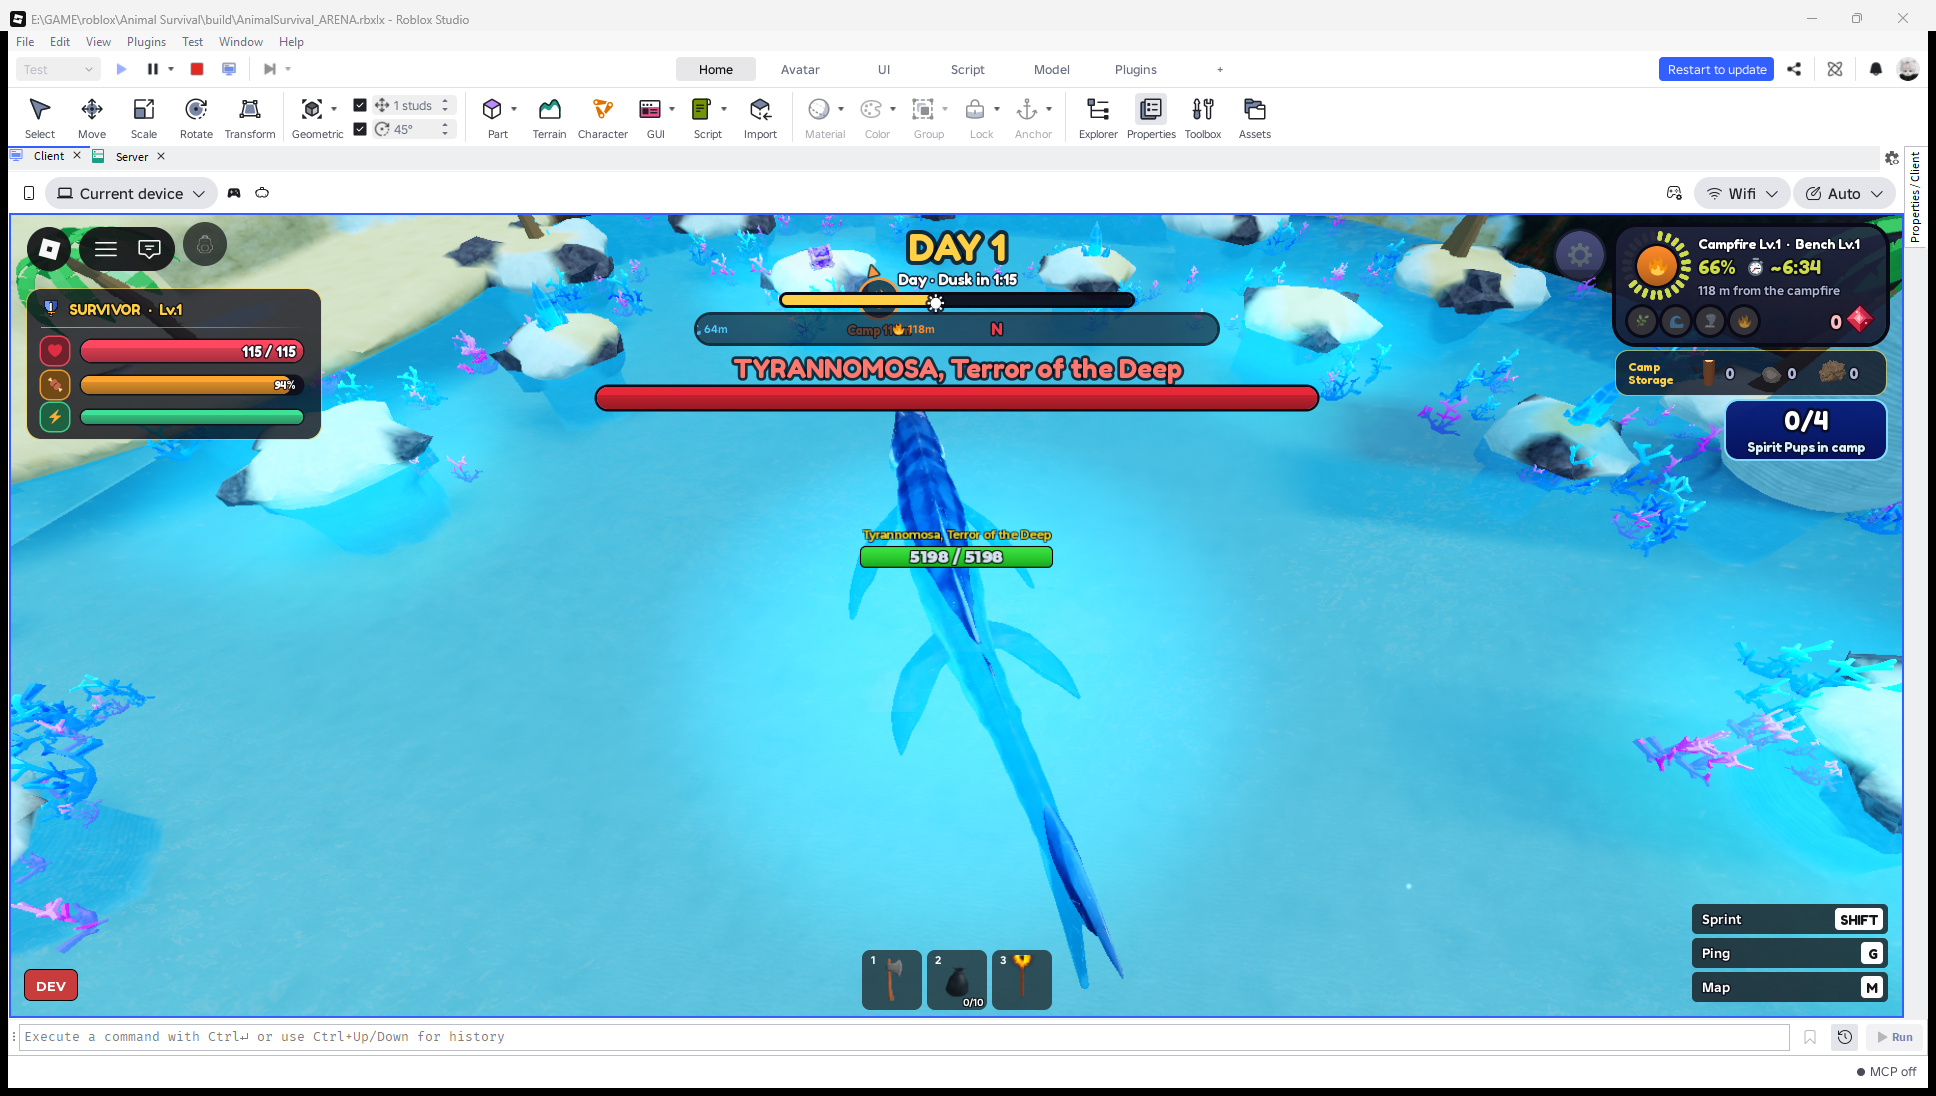 E:\GAME\roblox\Animal Survival\build\AnimalSurvival_ARENA.rbxlx - Roblox Studio
File Edit View Plugins Test Window Help
Test
Home Avatar UI Script Model Plugins +
Restart to update
1 studs
45°
Select Move Scale Rotate Transform Geometric Part Terrain Character GUI Script Import Material Color Group Lock Anchor Explorer Properties Toolbox Assets
Client Server
Properties / Client
Current device
Wifi
Auto
DAY 1
Day · Dusk in 1:15
64m
118m
N
TYRANNOMOSA, Terror of the Deep
SURVIVOR · Lv.1
115 / 115
94%
Campfire Lv.1 · Bench Lv.1
66% ~6:34
118 m from the campfire
0
Camp Storage
0 0 0
0/4
Spirit Pups in camp
Tyrannomosa, Terror of the Deep
5198 / 5198
Sprint SHIFT
Ping G
Map M
DEV
1
2
0/10
3
Execute a command with Ctrl↵ or use Ctrl+Up/Down for history
Run
MCP off